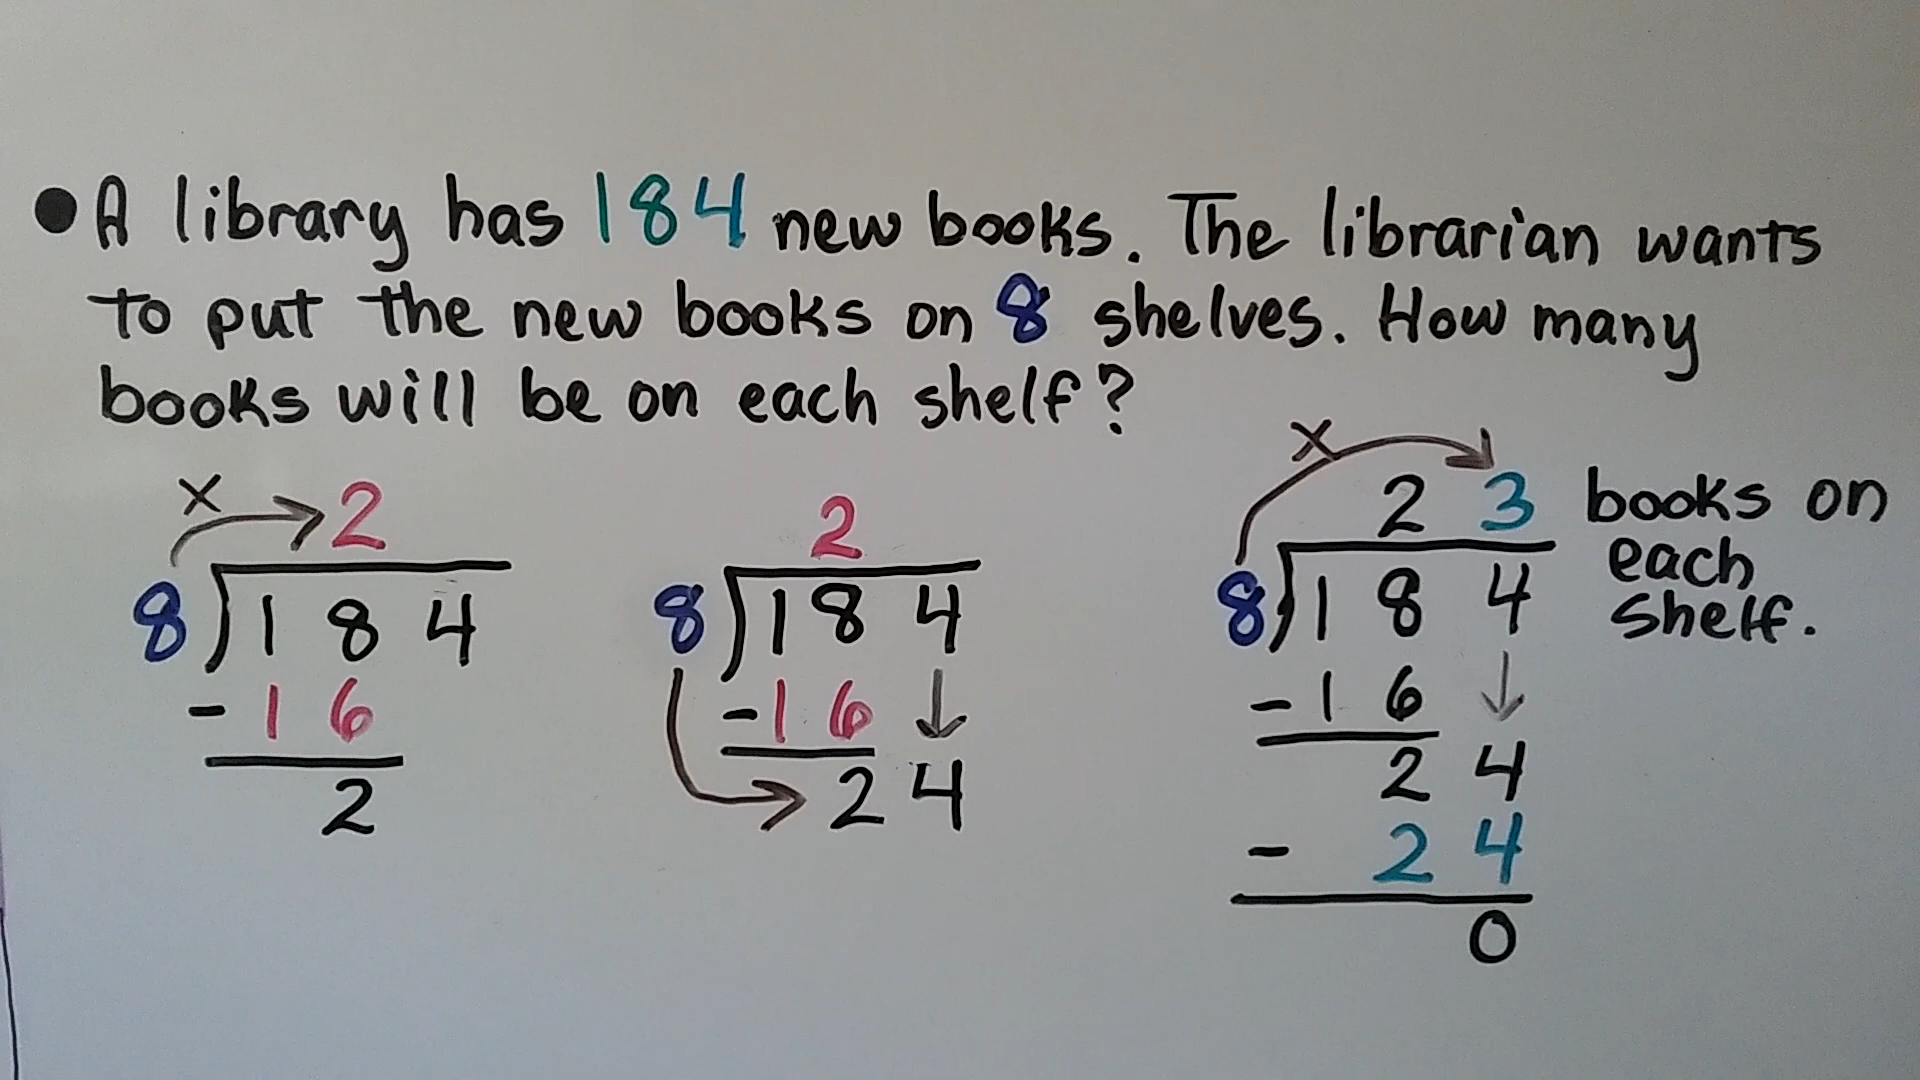 ● A library has 184 new books. The librarian wants
to put the new books on 8 shelves. How many
books will be on each shelf?
x
2
8)184
-16
2
2
8)184
-16
24
x
23 books on
each
shelf.
8)184
-16
24
- 24
0